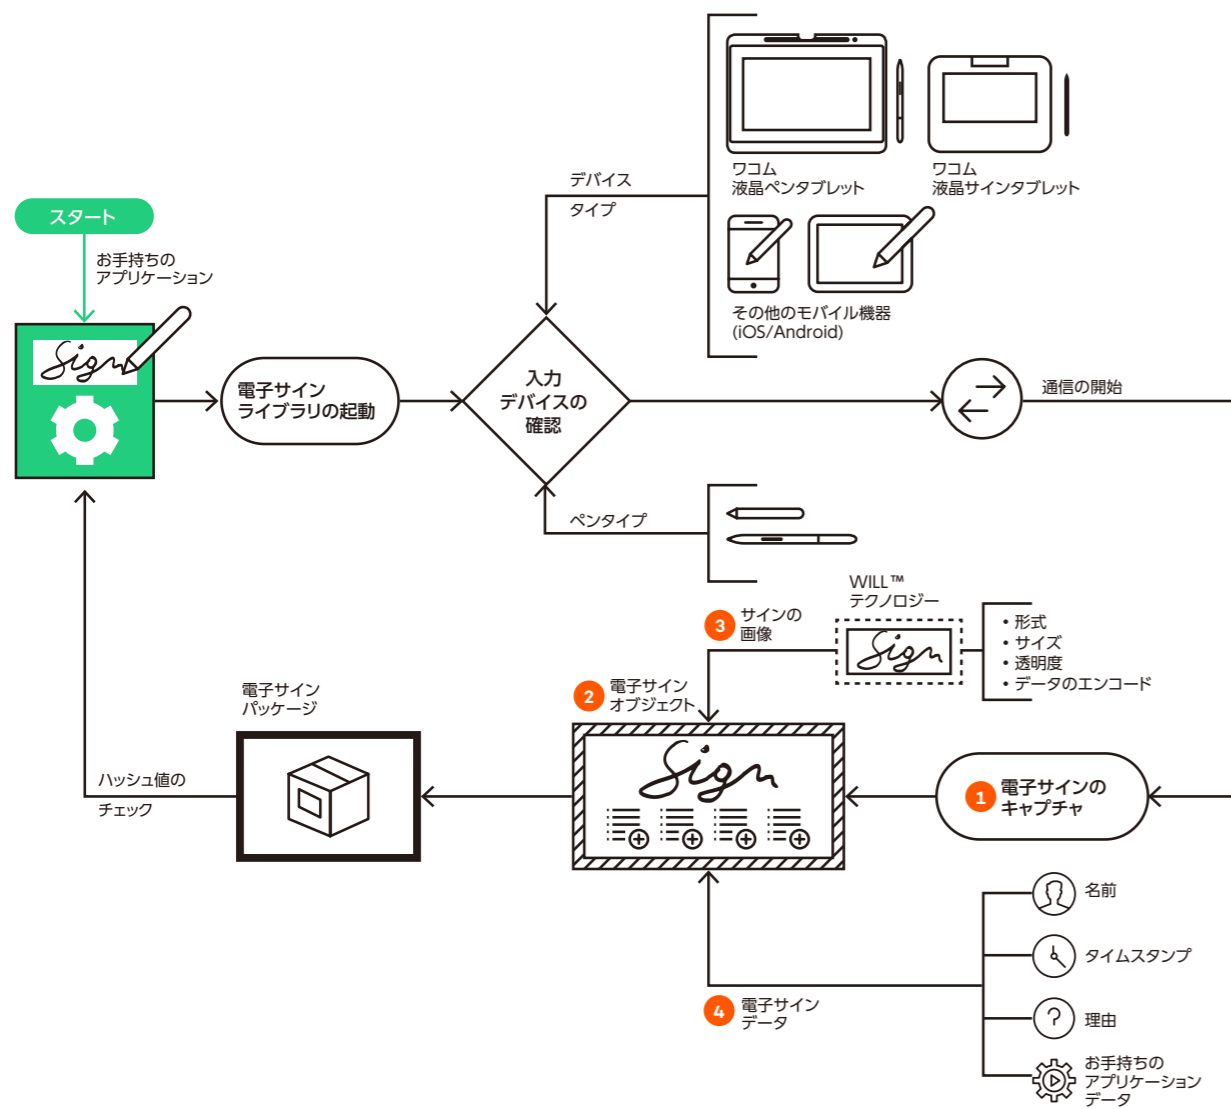 デバイス
タイプ
ワコム
液晶ペンタブレット
ワコム
液晶サインタブレット
その他のモバイル機器
(iOS/Android)
スタート
お手持ちの
アプリケーション
Sign
電子サイン
ライブラリの起動
入力
デバイスの
確認
通信の開始
ペンタイプ
WILL™
テクノロジー
3 サインの
画像
Sign
• 形式
• サイズ
• 透明度
• データのエンコード
2 電子サイン
オブジェクト
Sign
電子サイン
パッケージ
ハッシュ値の
チェック
1 電子サインの
キャプチャ
名前
タイムスタンプ
?
理由
お手持ちの
アプリケーション
データ
4 電子サイン
データ